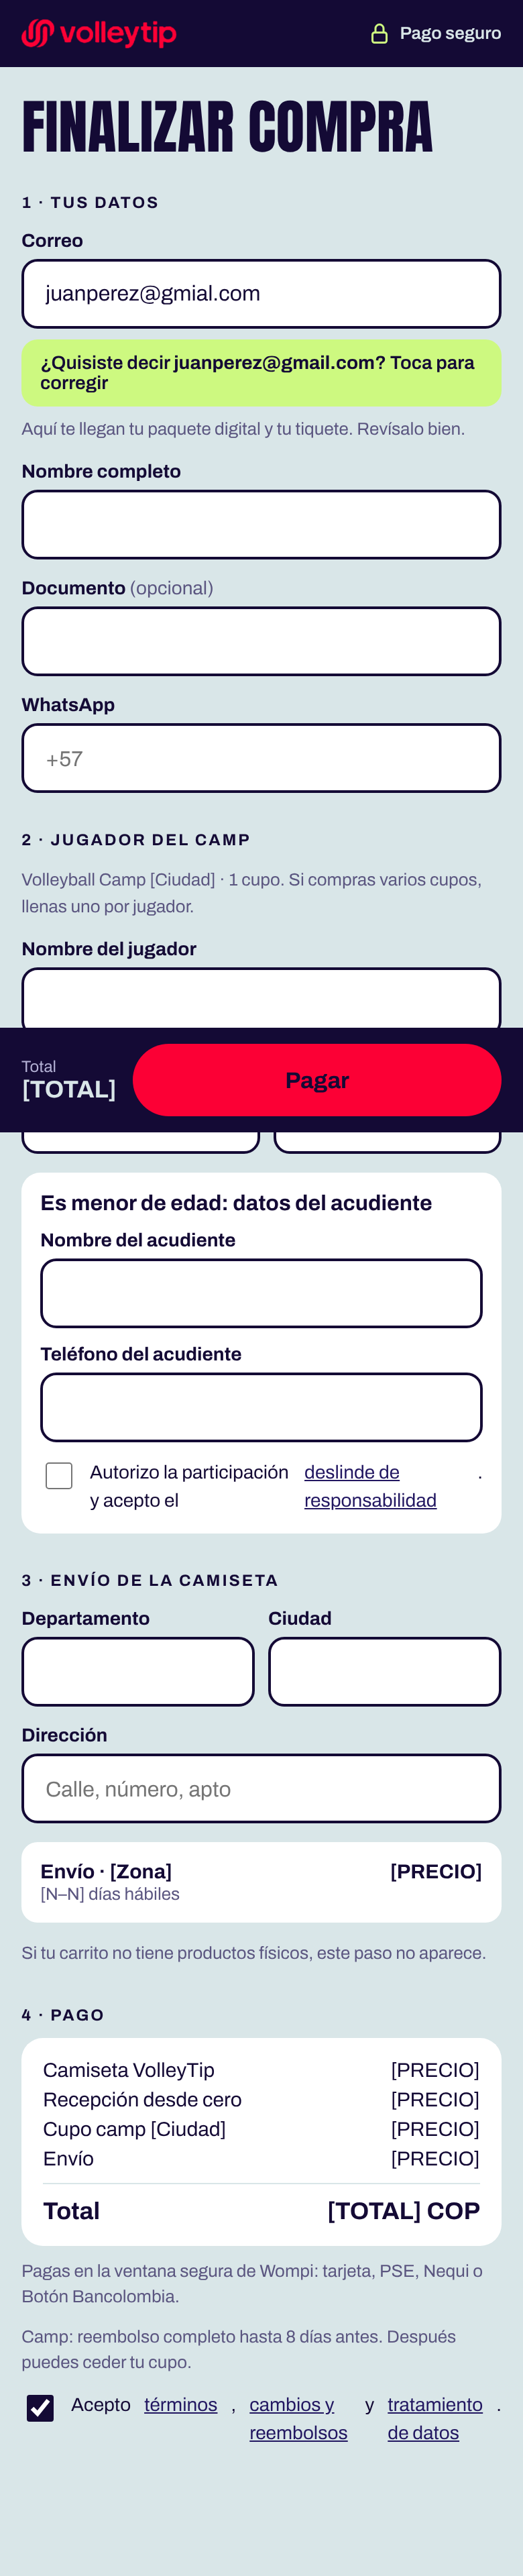 volleytip
Pago seguro
FINALIZAR COMPRA
1 · TUS DATOS
Correo
juanperez@gmial.com
¿Quisiste decir juanperez@gmail.com? Toca para
corregir
Aquí te llegan tu paquete digital y tu tiquete. Revísalo bien.
Nombre completo
Documento (opcional)
WhatsApp
+57
2 · JUGADOR DEL CAMP
Volleyball Camp [Ciudad] · 1 cupo. Si compras varios cupos,
llenas uno por jugador.
Nombre del jugador
Total
[TOTAL]
Pagar
Es menor de edad: datos del acudiente
Nombre del acudiente
Teléfono del acudiente
Autorizo la participación
y acepto el
deslinde de
responsabilidad
.
3 · ENVÍO DE LA CAMISETA
Departamento
Ciudad
Dirección
Calle, número, apto
Envío · [Zona] [PRECIO]
[N–N] días hábiles
Si tu carrito no tiene productos físicos, este paso no aparece.
4 · PAGO
Camiseta VolleyTip [PRECIO]
Recepción desde cero [PRECIO]
Cupo camp [Ciudad] [PRECIO]
Envío [PRECIO]
Total [TOTAL] COP
Pagas en la ventana segura de Wompi: tarjeta, PSE, Nequi o
Botón Bancolombia.
Camp: reembolso completo hasta 8 días antes. Después
puedes ceder tu cupo.
Acepto términos , cambios y
reembolsos
y tratamiento
de datos
.